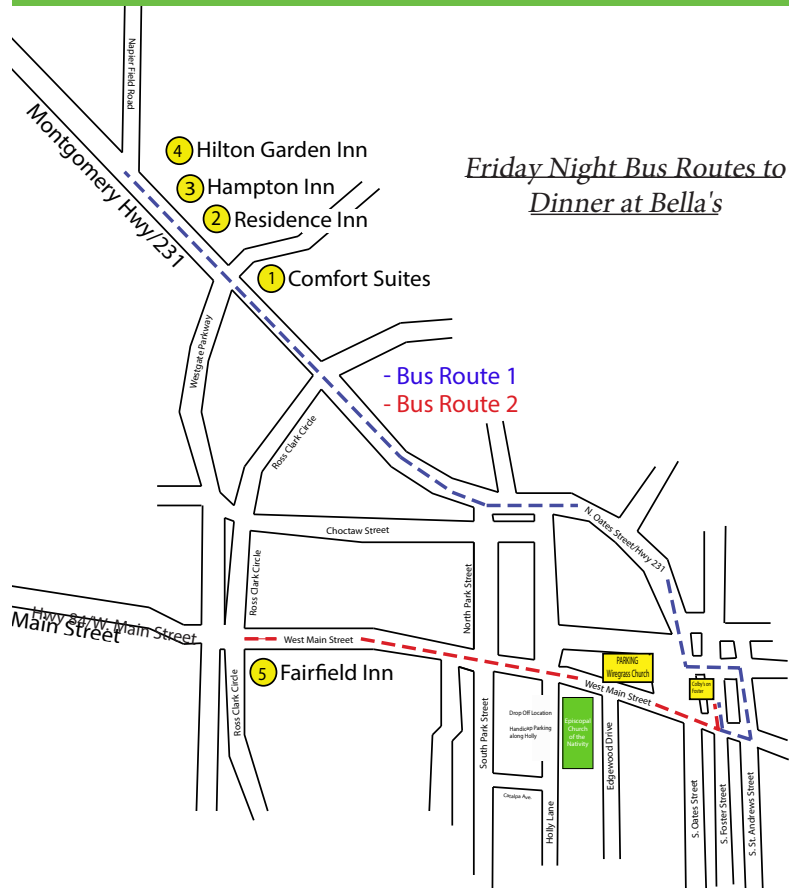 Napier Field Road
Montgomery Hwy/231
4 Hilton Garden Inn
3 Hampton Inn
2 Residence Inn
1 Comfort Suites
Friday Night Bus Routes to
Dinner at Bella's
Westgate Parkway
- Bus Route 1
- Bus Route 2
Ross Clark Circle
Choctaw Street
N. Oates Street/Hwy 231
Ross Clark Circle
North Park Street
Hwy 84/W. Main Street
Main Street
West Main Street
5 Fairfield Inn
Ross Clark Circle
PARKING
Wiregrass Church
West Main Street
Colby's on
Foster
Drop Off Location
Handicap Parking
along Holly
Episcopal
Church
of the
Nativity
South Park Street
Edgewood Drive
Cecalpa Ave.
Holly Lane
S. Oates Street
S. Foster Street
S. St. Andrews Street